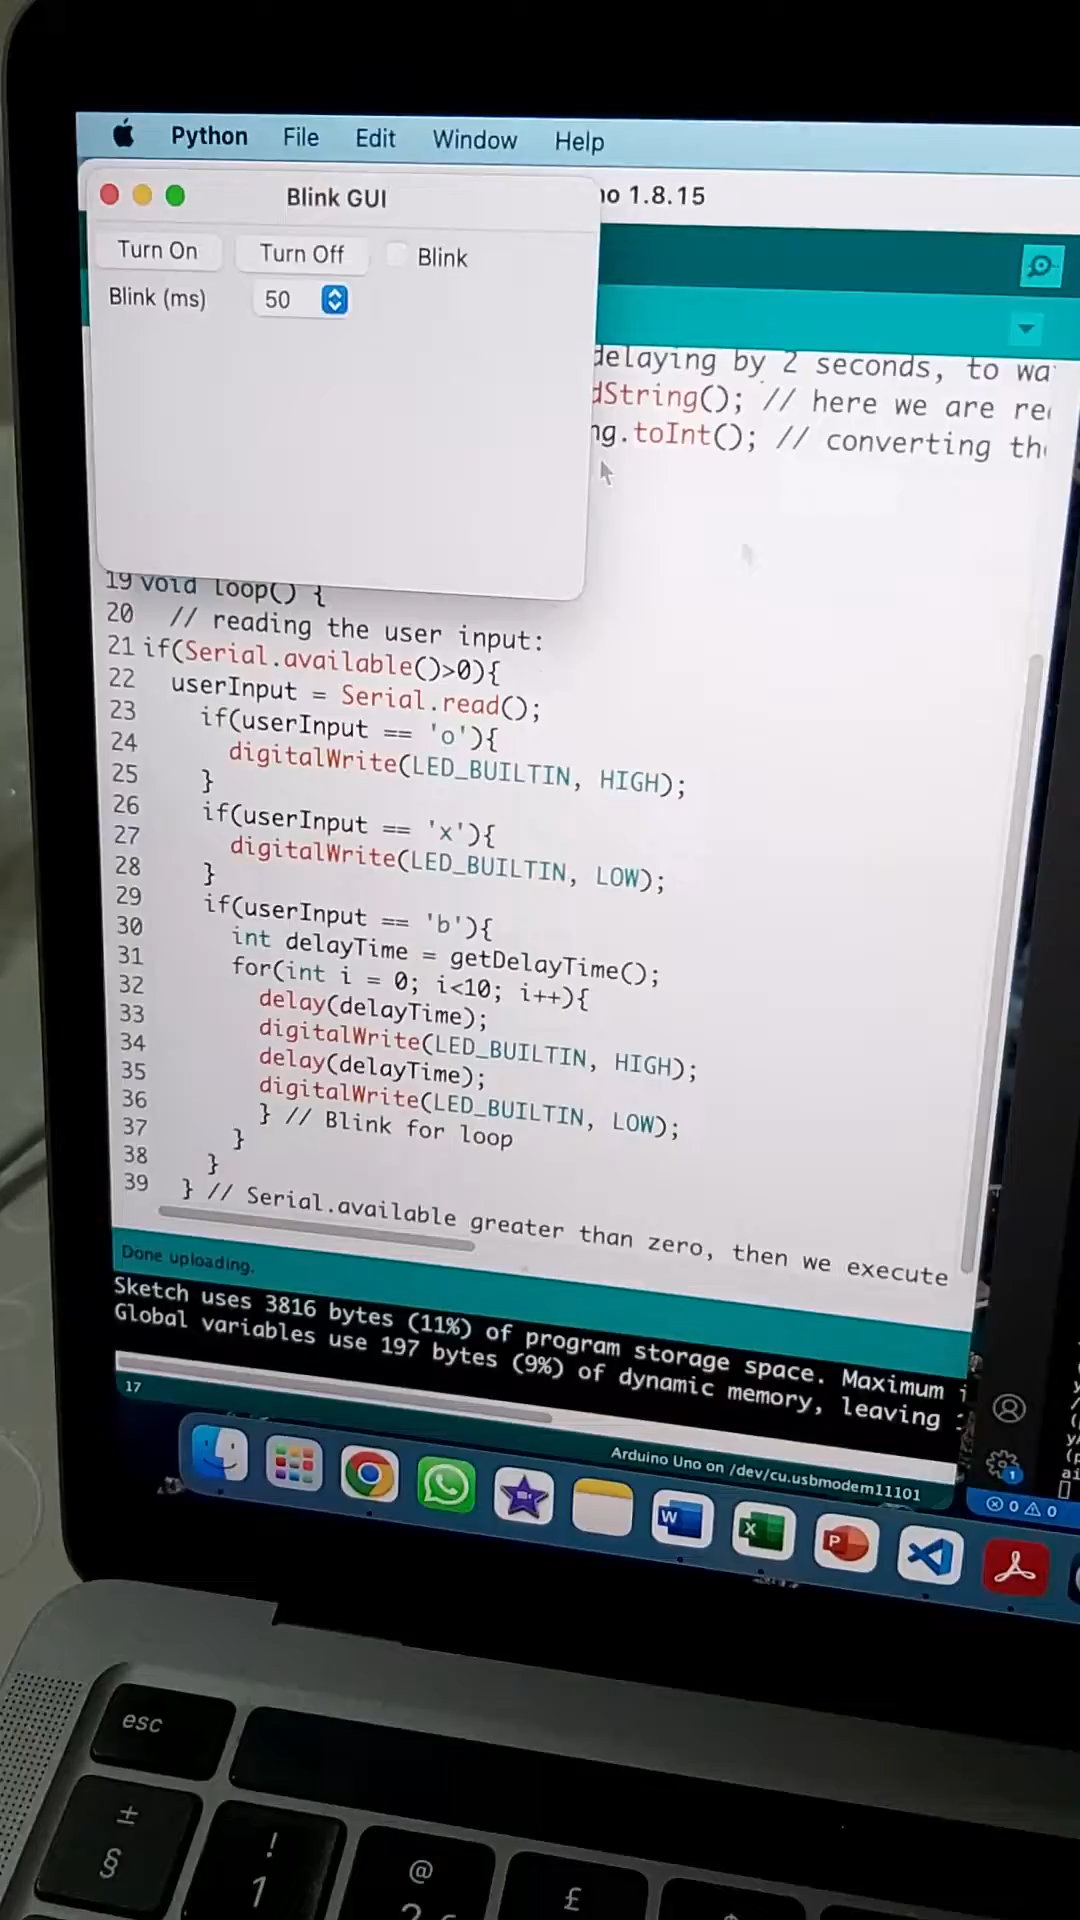 Python File Edit Window Help
Blink GUI
no 1.8.15
Turn On Turn Off Blink
Blink (ms) 50
delaying by 2 seconds, to wa
dString(); // here we are re
ng.toInt(); // converting th
19 void loop() {
20 // reading the user input:
21 if(Serial.available()>0){
22 userInput = Serial.read();
23 if(userInput == 'o'){
24 digitalWrite(LED_BUILTIN, HIGH);
25 }
26 if(userInput == 'x'){
27 digitalWrite(LED_BUILTIN, LOW);
28 }
29 if(userInput == 'b'){
30 int delayTime = getDelayTime();
31 for(int i = 0; i<10; i++){
32 delay(delayTime);
33 digitalWrite(LED_BUILTIN, HIGH);
34 delay(delayTime);
35 digitalWrite(LED_BUILTIN, LOW);
36 } // Blink for loop
37 }
38 }
39 } // Serial.available greater than zero, then we execute
Done uploading.
Sketch uses 3816 bytes (11%) of program storage space. Maximum
Global variables use 197 bytes (9%) of dynamic memory, leaving
17
Arduino Uno on /dev/cu.usbmodem11101
1
0 0
W X P
esc
±
§
!
1
@
2
£